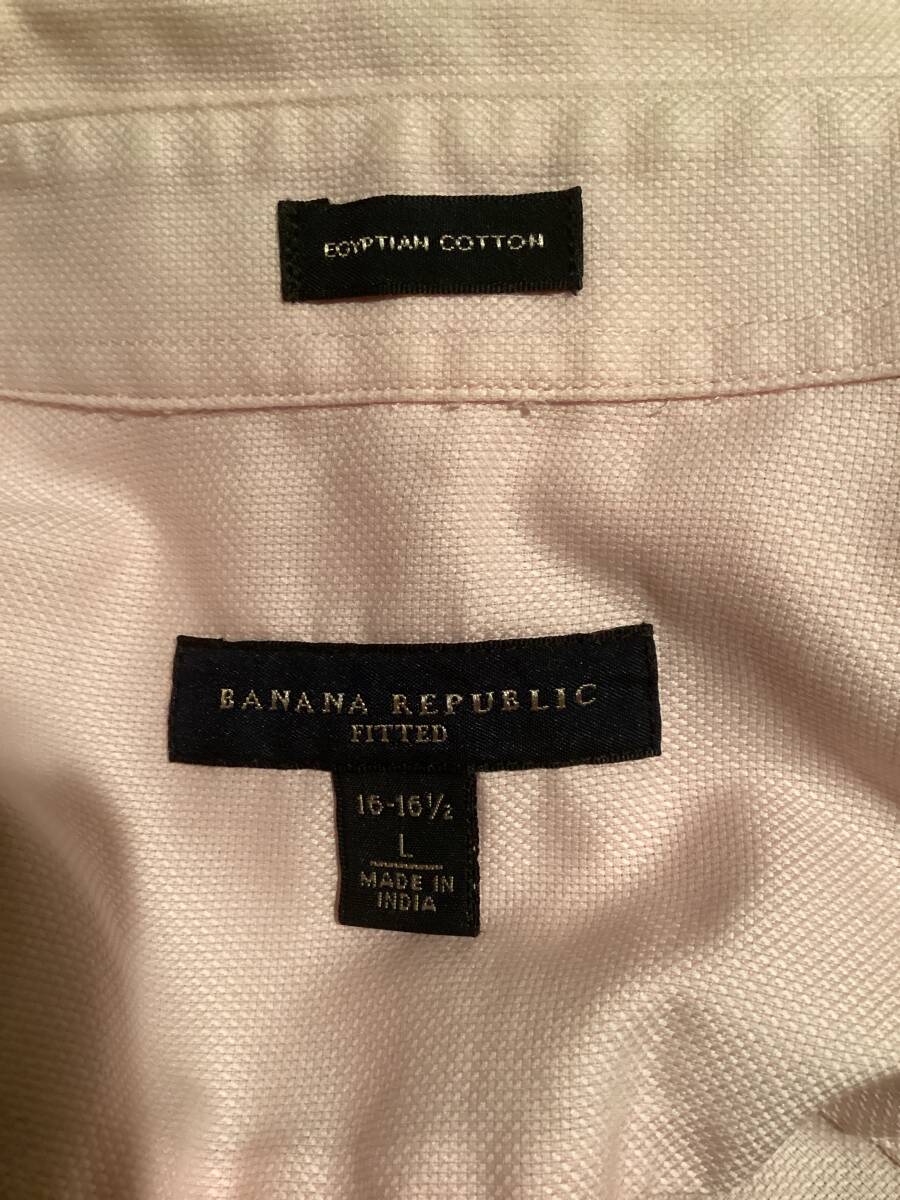 EGYPTIAN COTTON
BANANA REPUBLIC
FITTED
16-16½
L
MADE IN
INDIA